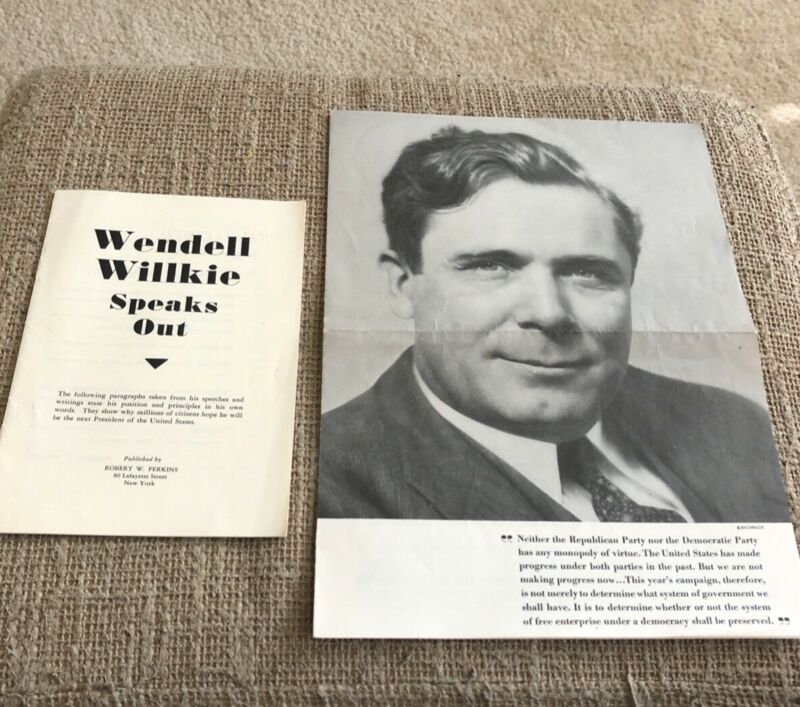 Wendell
Willkie
Speaks
Out
The following paragraphs taken from his speeches and
writings state his position and principles in his own
words. They show why millions of citizens hope he will
be the next President of the United States.
Published by
ROBERT W. PERKINS
80 Lafayette Street
New York
© BACHRACH
“ Neither the Republican Party nor the Democratic Party
has any monopoly of virtue. The United States has made
progress under both parties in the past. But we are not
making progress now...This year's campaign, therefore,
is not merely to determine what system of government we
shall have. It is to determine whether or not the system
of free enterprise under a democracy shall be preserved. ”